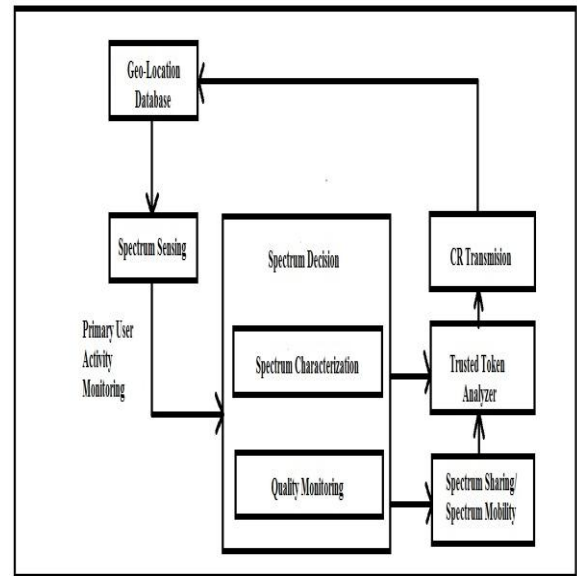 Geo-Location
Database
Spectrum Sensing
Primary User
Activity
Monitoring
Spectrum Decision
Spectrum Characterization
Quality Monitoring
CR Transmision
Trusted Token
Analyzer
Spectrum Sharing/
Spectrum Mobility